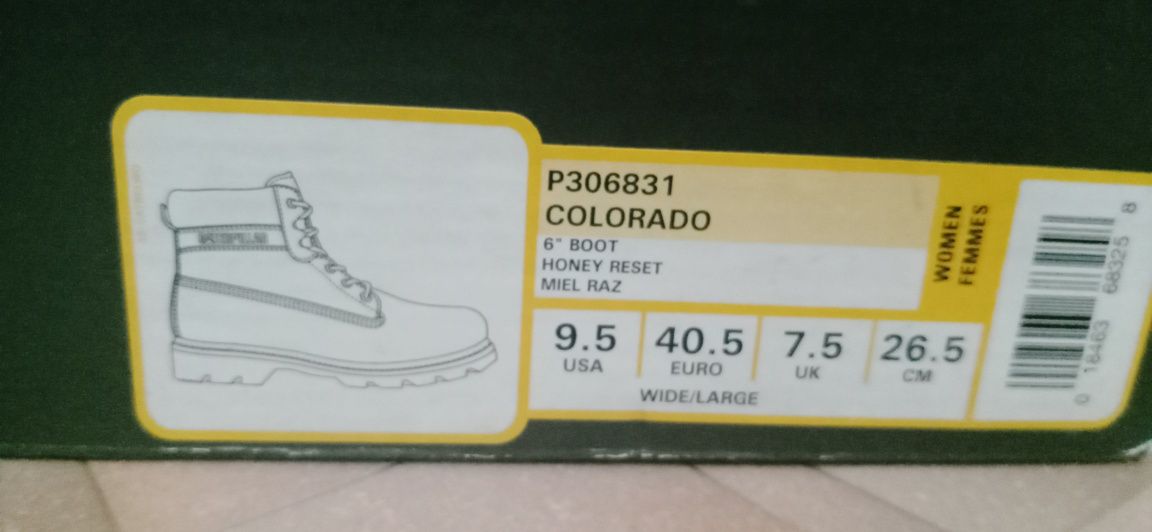 CATERPILLAR
P306831
COLORADO
6" BOOT
HONEY RESET
MIEL RAZ
WOMEN
FEMMES
9.5 40.5 7.5 26.5
USA EURO UK CM
WIDE/LARGE
0 18463 68325 8